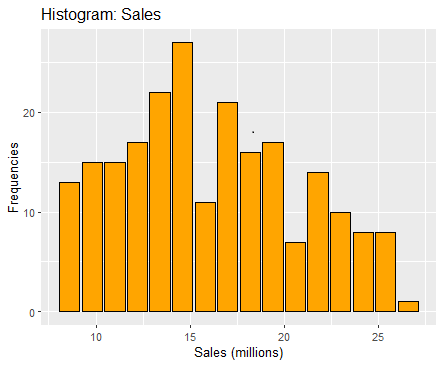 Histogram: Sales
Frequencies
20
10
0
10 15 20 25
Sales (millions)